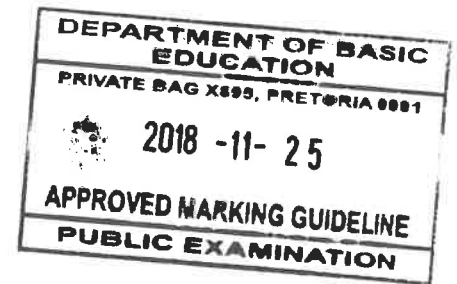 DEPARTMENT OF BASIC
EDUCATION
PRIVATE BAG X895, PRETORIA 0001
2018 -11- 25
APPROVED MARKING GUIDELINE
PUBLIC EXAMINATION